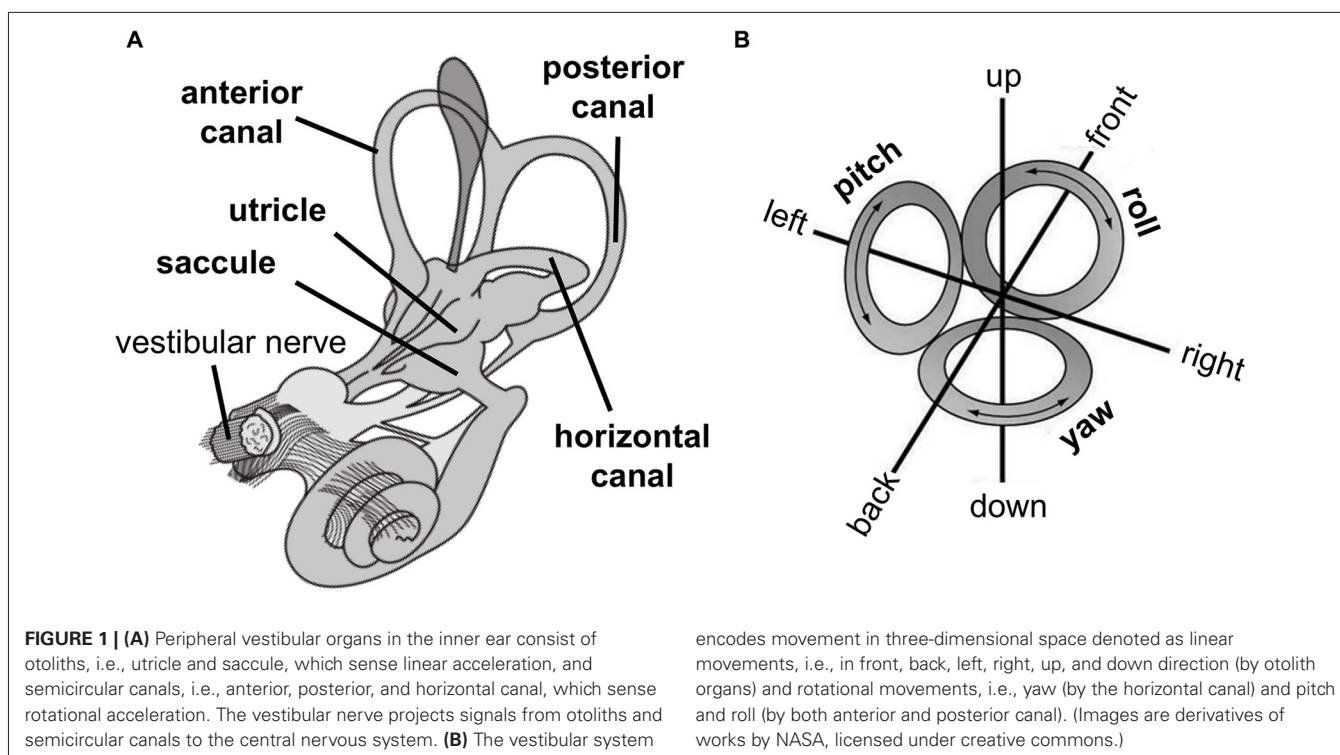 A
anterior
canal
posterior
canal
utricle
saccule
vestibular nerve
horizontal
canal
B
up
front
pitch
roll
left
right
yaw
back
down
FIGURE 1 | (A) Peripheral vestibular organs in the inner ear consist of
otoliths, i.e., utricle and saccule, which sense linear acceleration, and
semicircular canals, i.e., anterior, posterior, and horizontal canal, which sense
rotational acceleration. The vestibular nerve projects signals from otoliths and
semicircular canals to the central nervous system. (B) The vestibular system
encodes movement in three-dimensional space denoted as linear
movements, i.e., in front, back, left, right, up, and down direction (by otolith
organs) and rotational movements, i.e., yaw (by the horizontal canal) and pitch
and roll (by both anterior and posterior canal). (Images are derivatives of
works by NASA, licensed under creative commons.)